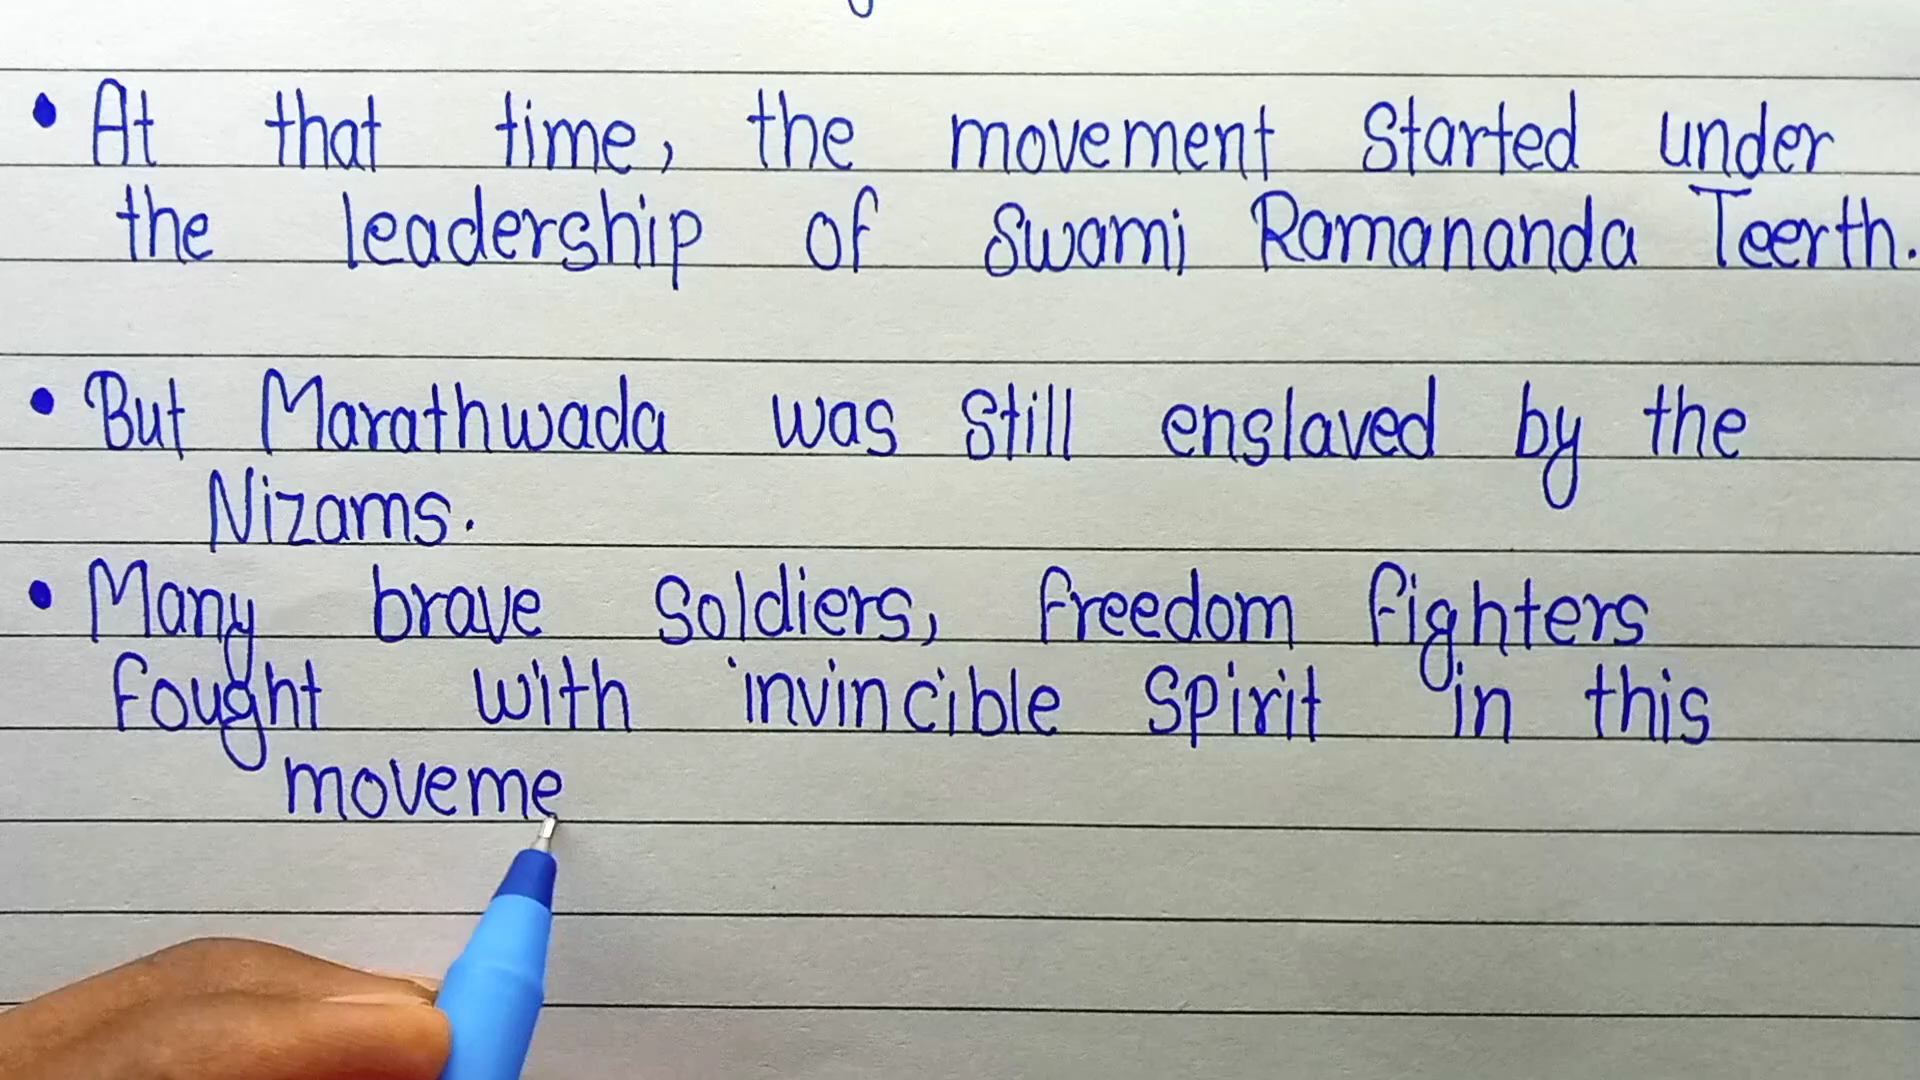 • At that time, the movement started under
the leadership of Swami Ramananda Teerth.
• But Marathwada was still enslaved by the
Nizams.
• Many brave soldiers, freedom fighters
fought with invincible spirit in this
moveme